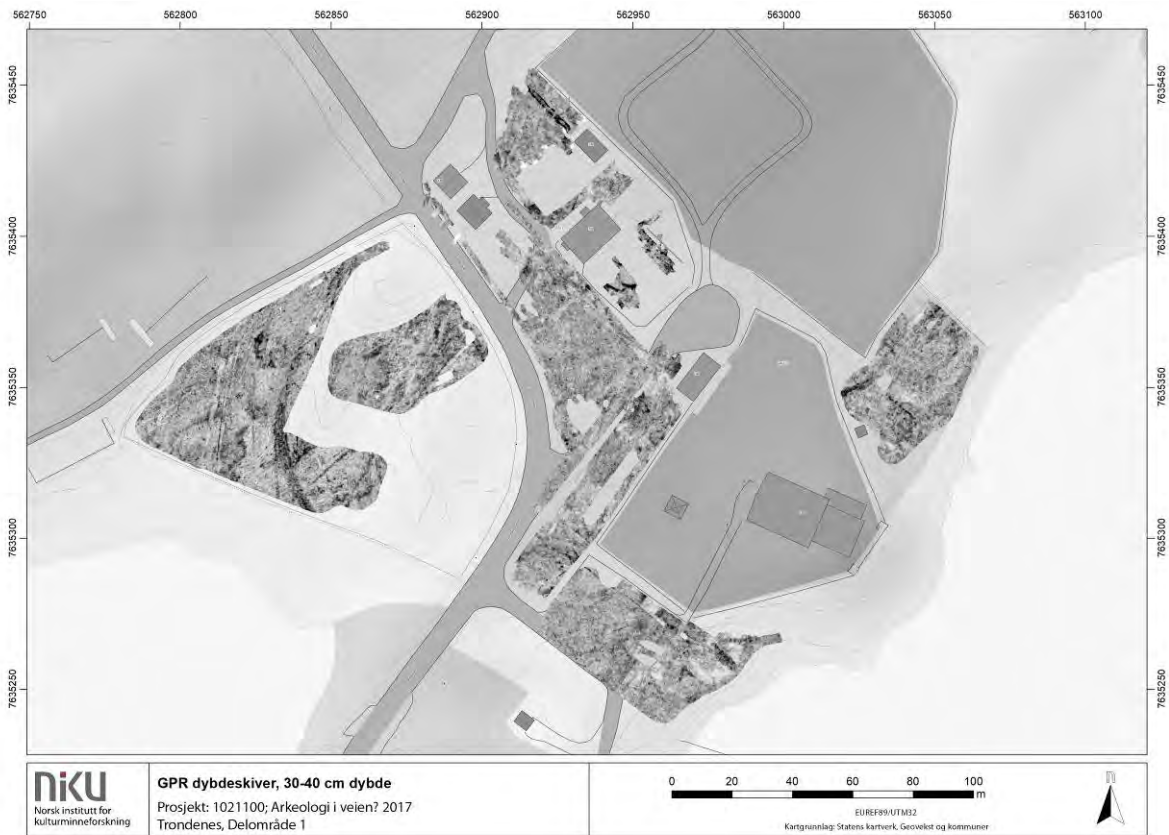 562750 562800 562850 562900 562950 563000 563050 563100
7635450 7635450
7635400 7635400
7635350 7635350
7635300 7635300
7635250 7635250
niku
Norsk institutt for
kulturminneforskning
GPR dybdeskiver, 30-40 cm dybde
Prosjekt: 1021100; Arkeologi i veien? 2017
Trondenes, Delområde 1
0 20 40 60 80 100
m
EUREF89/UTM32
Kartgrunnlag: Statens kartverk, Geovekst og kommuner
n